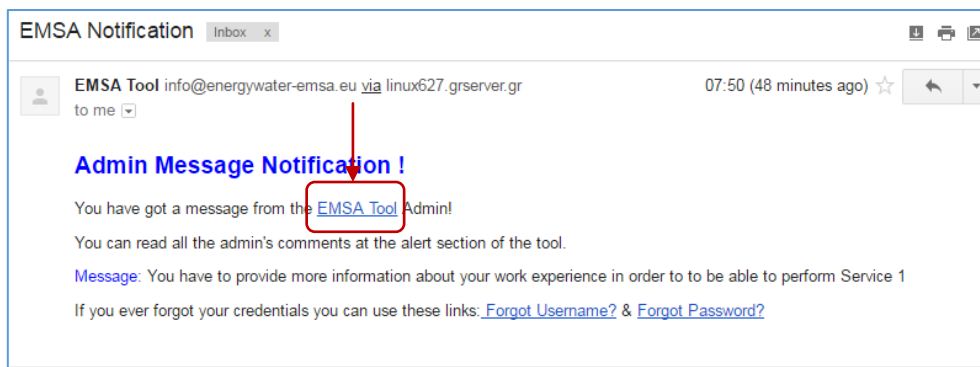 EMSA Notification Inbox x
EMSA Tool info@energywater-emsa.eu via linux627.grserver.gr 07:50 (48 minutes ago)
to me
Admin Message Notification !
You have got a message from the EMSA Tool Admin!
You can read all the admin's comments at the alert section of the tool.
Message: You have to provide more information about your work experience in order to to be able to perform Service 1
If you ever forgot your credentials you can use these links: Forgot Username? & Forgot Password?